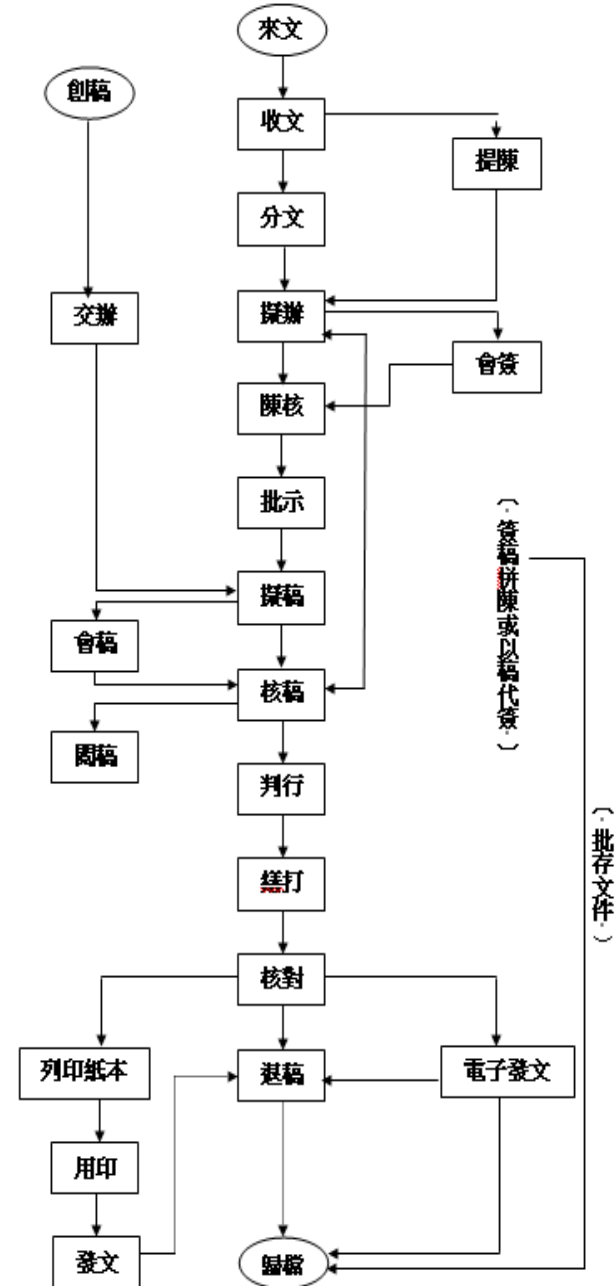 來文
創稿
收文
提陳
分文
交辦
擬辦
會簽
陳核
批示
(簽稿拼陳或以稿代簽)
擬稿
會稿
核稿
閱稿
判行
(批存文件)
繕打
核對
列印紙本
退稿
電子發文
用印
發文
歸檔